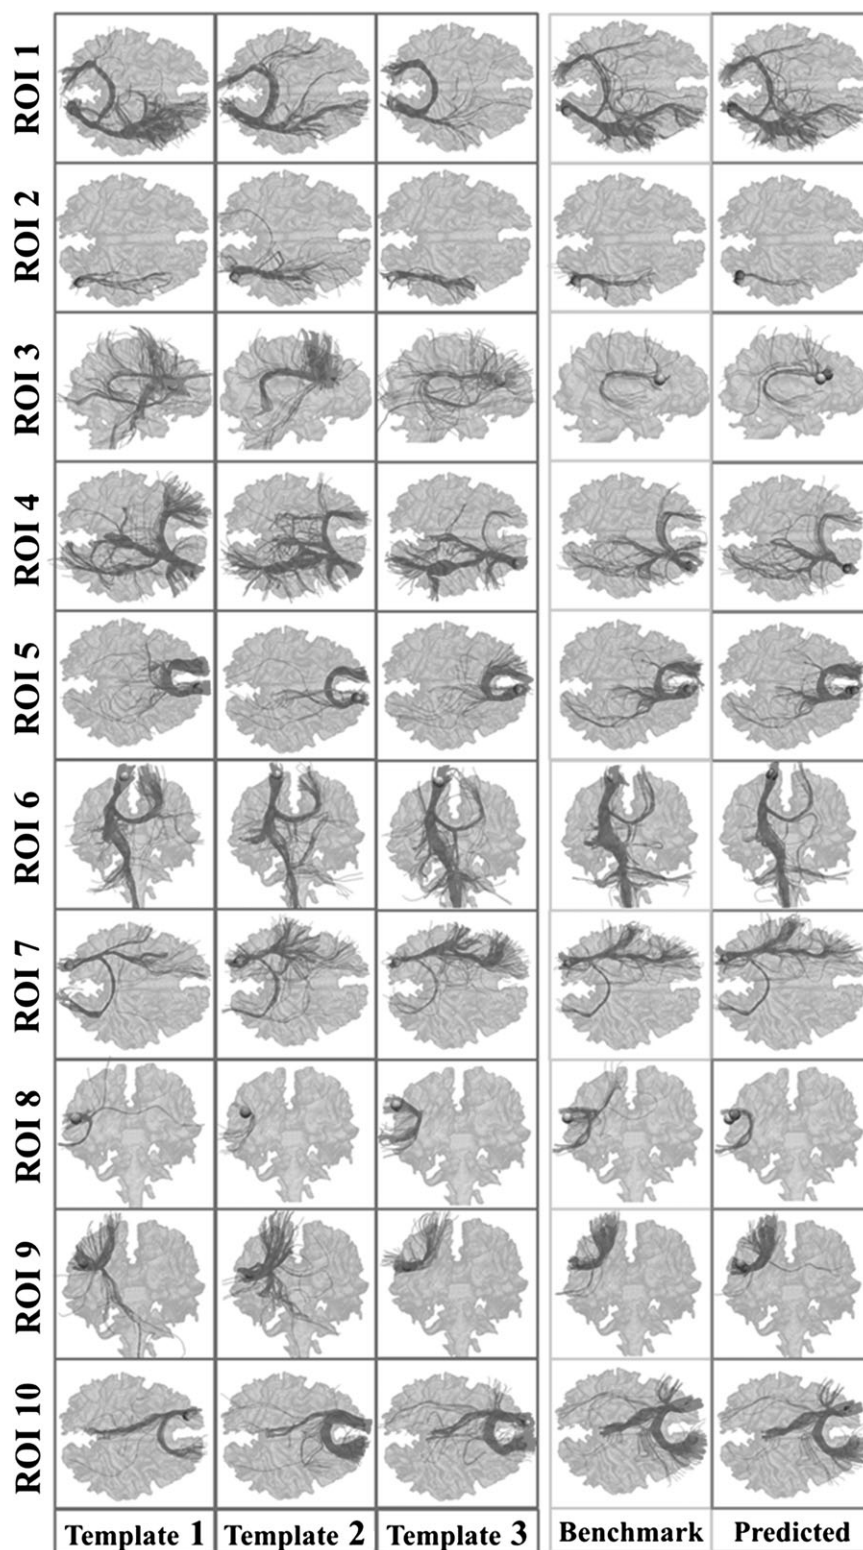 ROI 1
ROI 2
ROI 3
ROI 4
ROI 5
ROI 6
ROI 7
ROI 8
ROI 9
ROI 10
Template 1 Template 2 Template 3 Benchmark Predicted